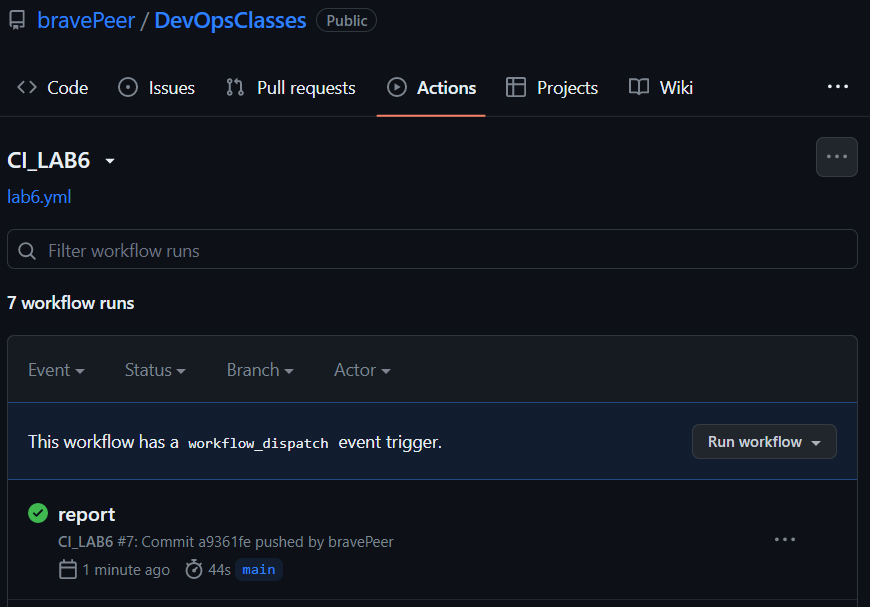 bravePeer / DevOpsClasses Public
Code Issues Pull requests Actions Projects Wiki ...
CI_LAB6 ...
lab6.yml
Filter workflow runs
7 workflow runs
Event Status Branch Actor
This workflow has a workflow_dispatch event trigger. Run workflow
report
CI_LAB6 #7: Commit a9361fe pushed by bravePeer ...
1 minute ago 44s main